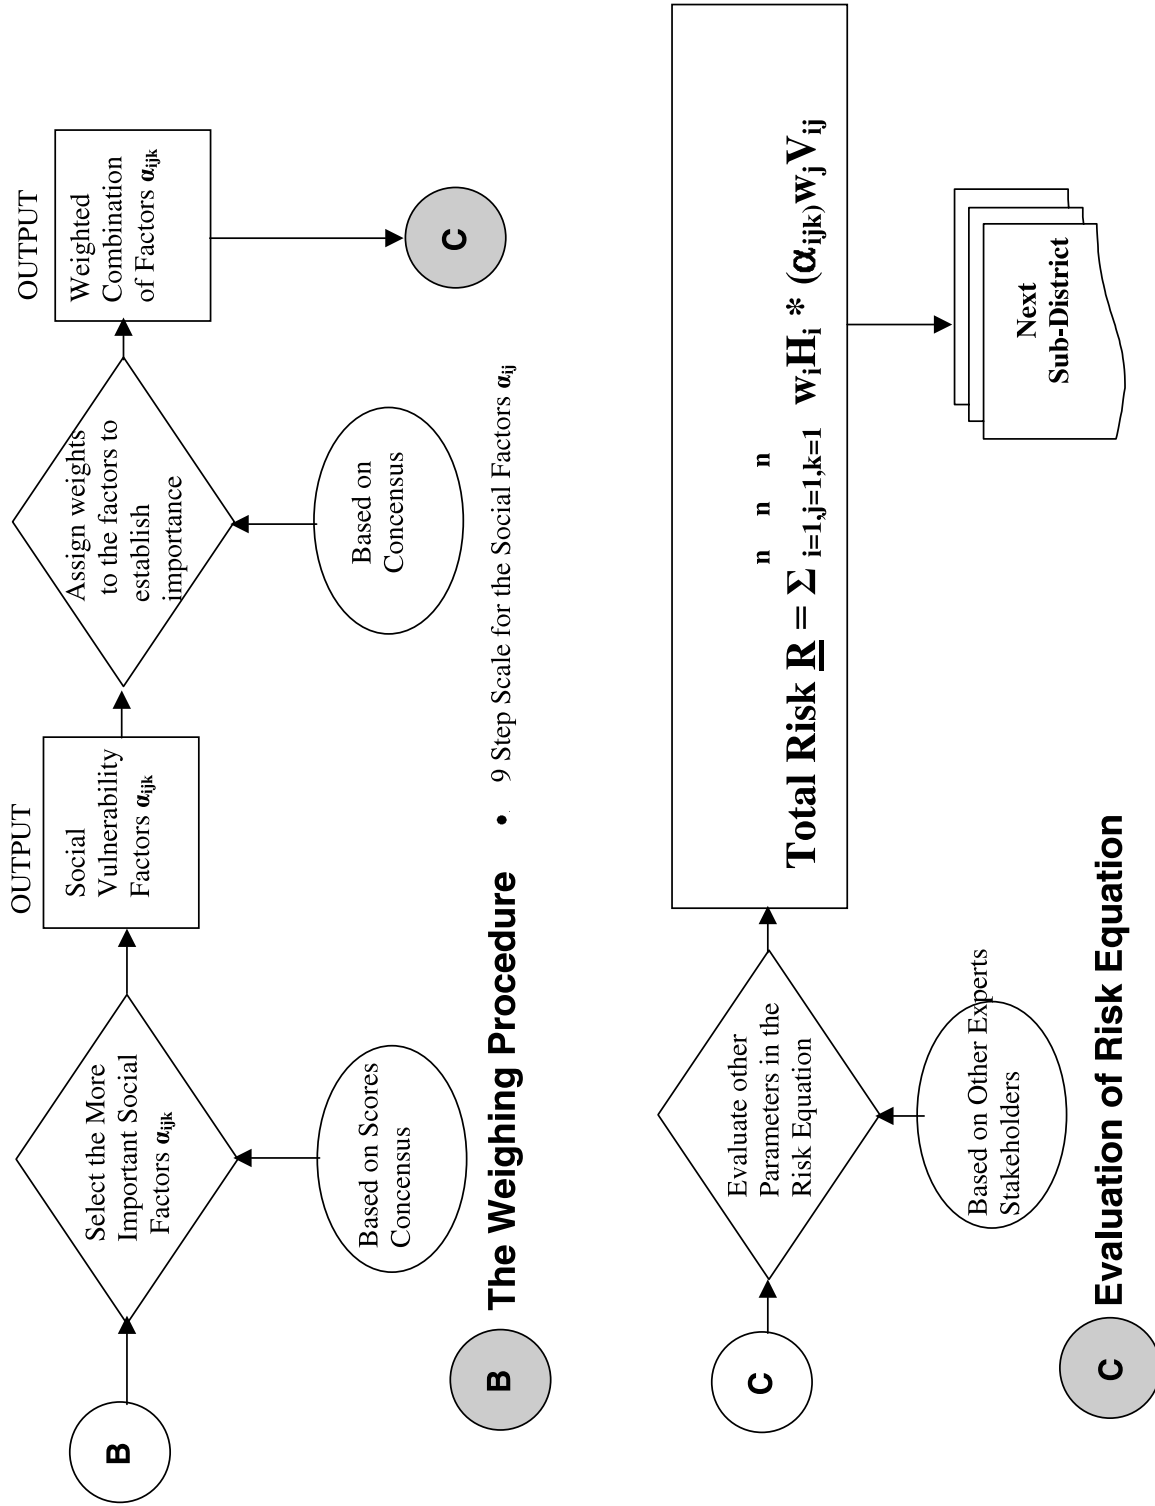 B
Select the More
Important Social
Factors αijk
Based on Scores
Concensus
OUTPUT
Social
Vulnerability
Factors αijk
Assign weights
to the factors to
establish
importance
Based on
Concensus
OUTPUT
Weighted
Combination
of Factors αijk
C
B
The Weighing Procedure • 9 Step Scale for the Social Factors αij
C
Evaluate other
Parameters in the
Risk Equation
Based on Other Experts
Stakeholders
n n n
Total Risk R = Σ i=1,j=1,k=1 wiHi * (αijk)wjVij
Next
Sub-District
C
Evaluation of Risk Equation